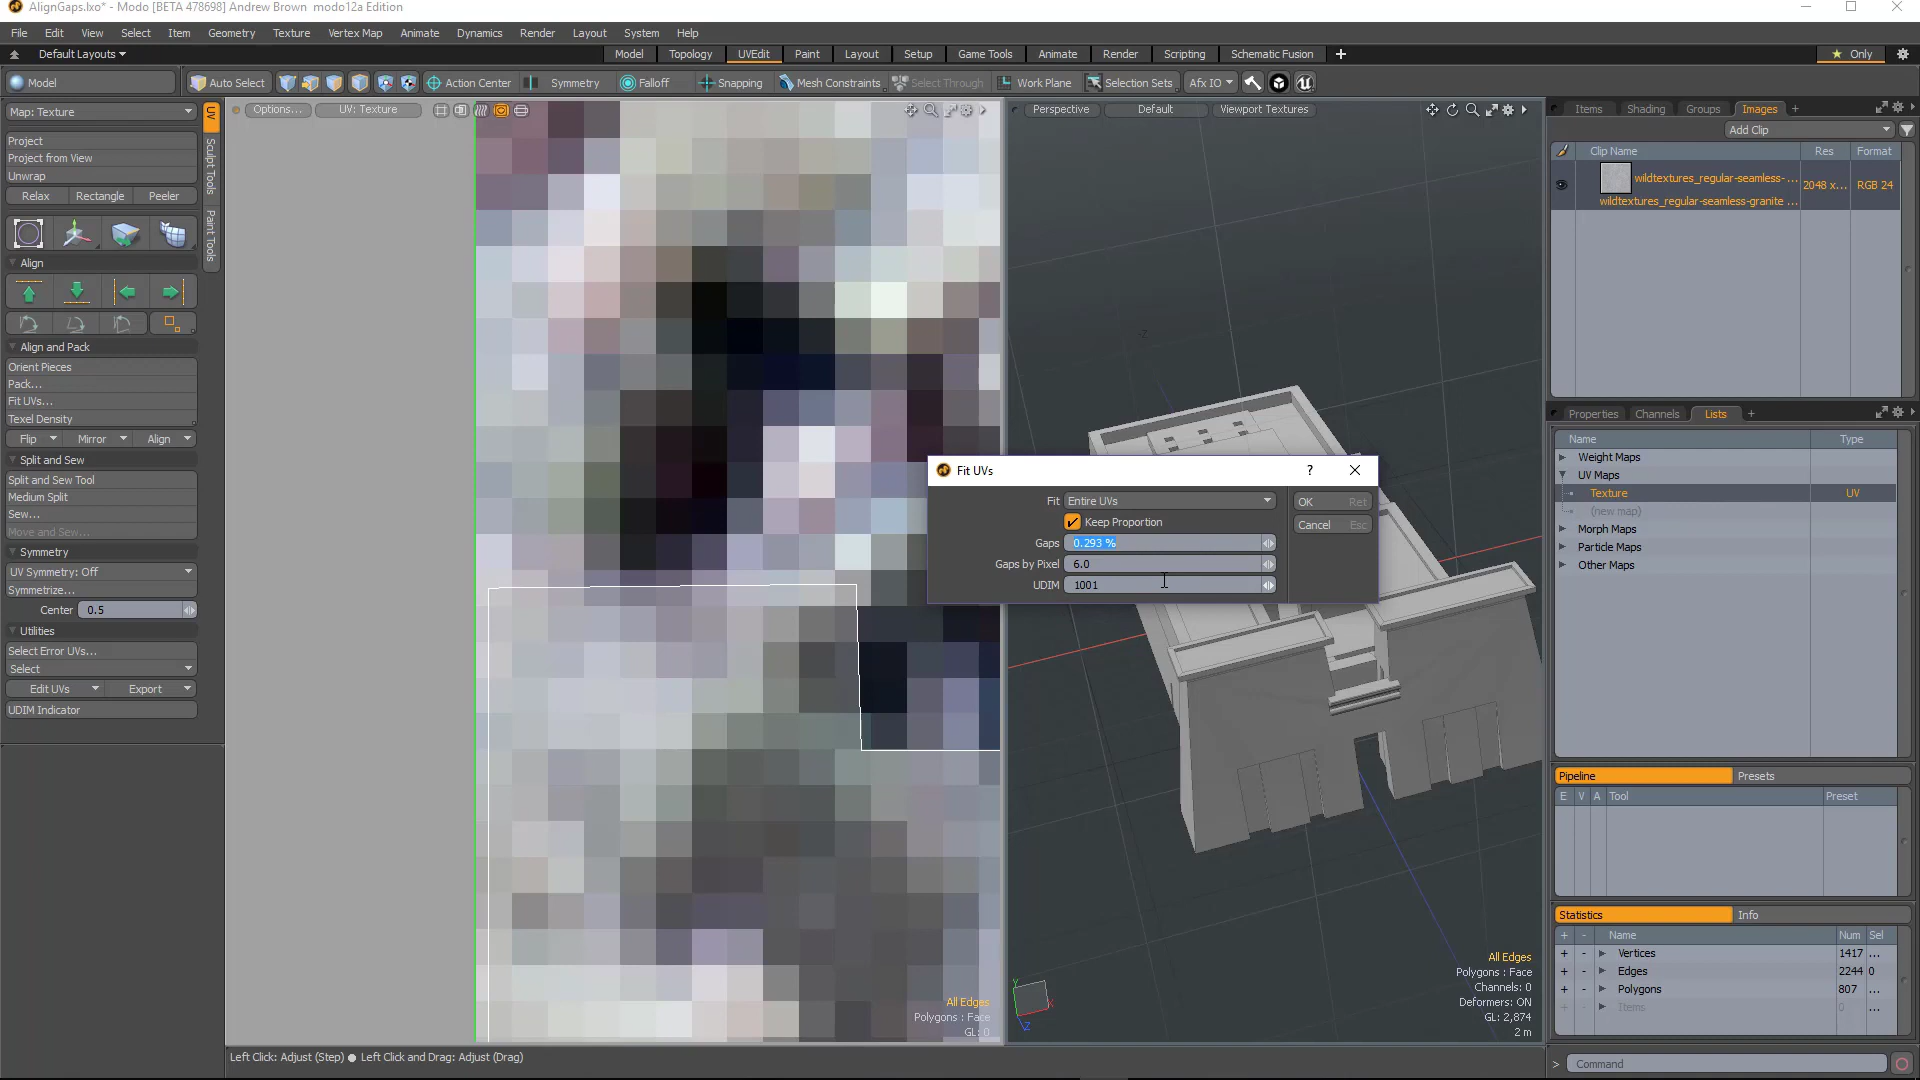 AlignGaps.lxo* - Modo [BETA 478698] Andrew Brown modo12a Edition
File Edit View Select Item Geometry Texture Vertex Map Animate Dynamics Render Layout System Help
Default Layouts Model Topology UVEdit Paint Layout Setup Game Tools Animate Render Scripting Schematic Fusion + Only
Model Auto Select Action Center Symmetry Falloff Snapping Mesh Constraints Select Through Work Plane Selection Sets Afx IO
Map: Texture
UV
Sculpt Tools
Paint Tools
Project
Project from View
Unwrap
Relax Rectangle Peeler
Align
Align and Pack
Orient Pieces
Pack...
Fit UVs...
Texel Density
Flip Mirror Align
Split and Sew
Split and Sew Tool
Medium Split
Sew...
Move and Sew...
Symmetry
UV Symmetry: Off
Symmetrize...
Center 0.5
Utilities
Select Error UVs...
Select
Edit UVs Export
UDIM Indicator
Options... UV: Texture
All Edges
Polygons : Face
GL: 0
Perspective Default Viewport Textures
Fit UVs ?
Fit Entire UVs OK Ret
Keep Proportion
Cancel Esc
Gaps 0.293 %
Gaps by Pixel 6.0
UDIM 1001
-Z
Y
X
Z
All Edges
Polygons : Face
Channels: 0
Deformers: ON
GL: 2,874
2 m
Items Shading Groups Images +
Add Clip
Clip Name Res Format
wildtextures_regular-seamless- ... 2048 x... RGB 24
wildtextures_regular-seamless-granite ...
Properties Channels Lists +
Name Type
Weight Maps
UV Maps
Texture UV
(new map)
Morph Maps
Particle Maps
Other Maps
Pipeline Presets
E V A Tool Preset
Statistics Info
+ - Name Num Sel
+ - Vertices 1417 ...
+ - Edges 2244 0
+ - Polygons 807 ...
+ - Items ...
Left Click: Adjust (Step) ● Left Click and Drag: Adjust (Drag)
> Command